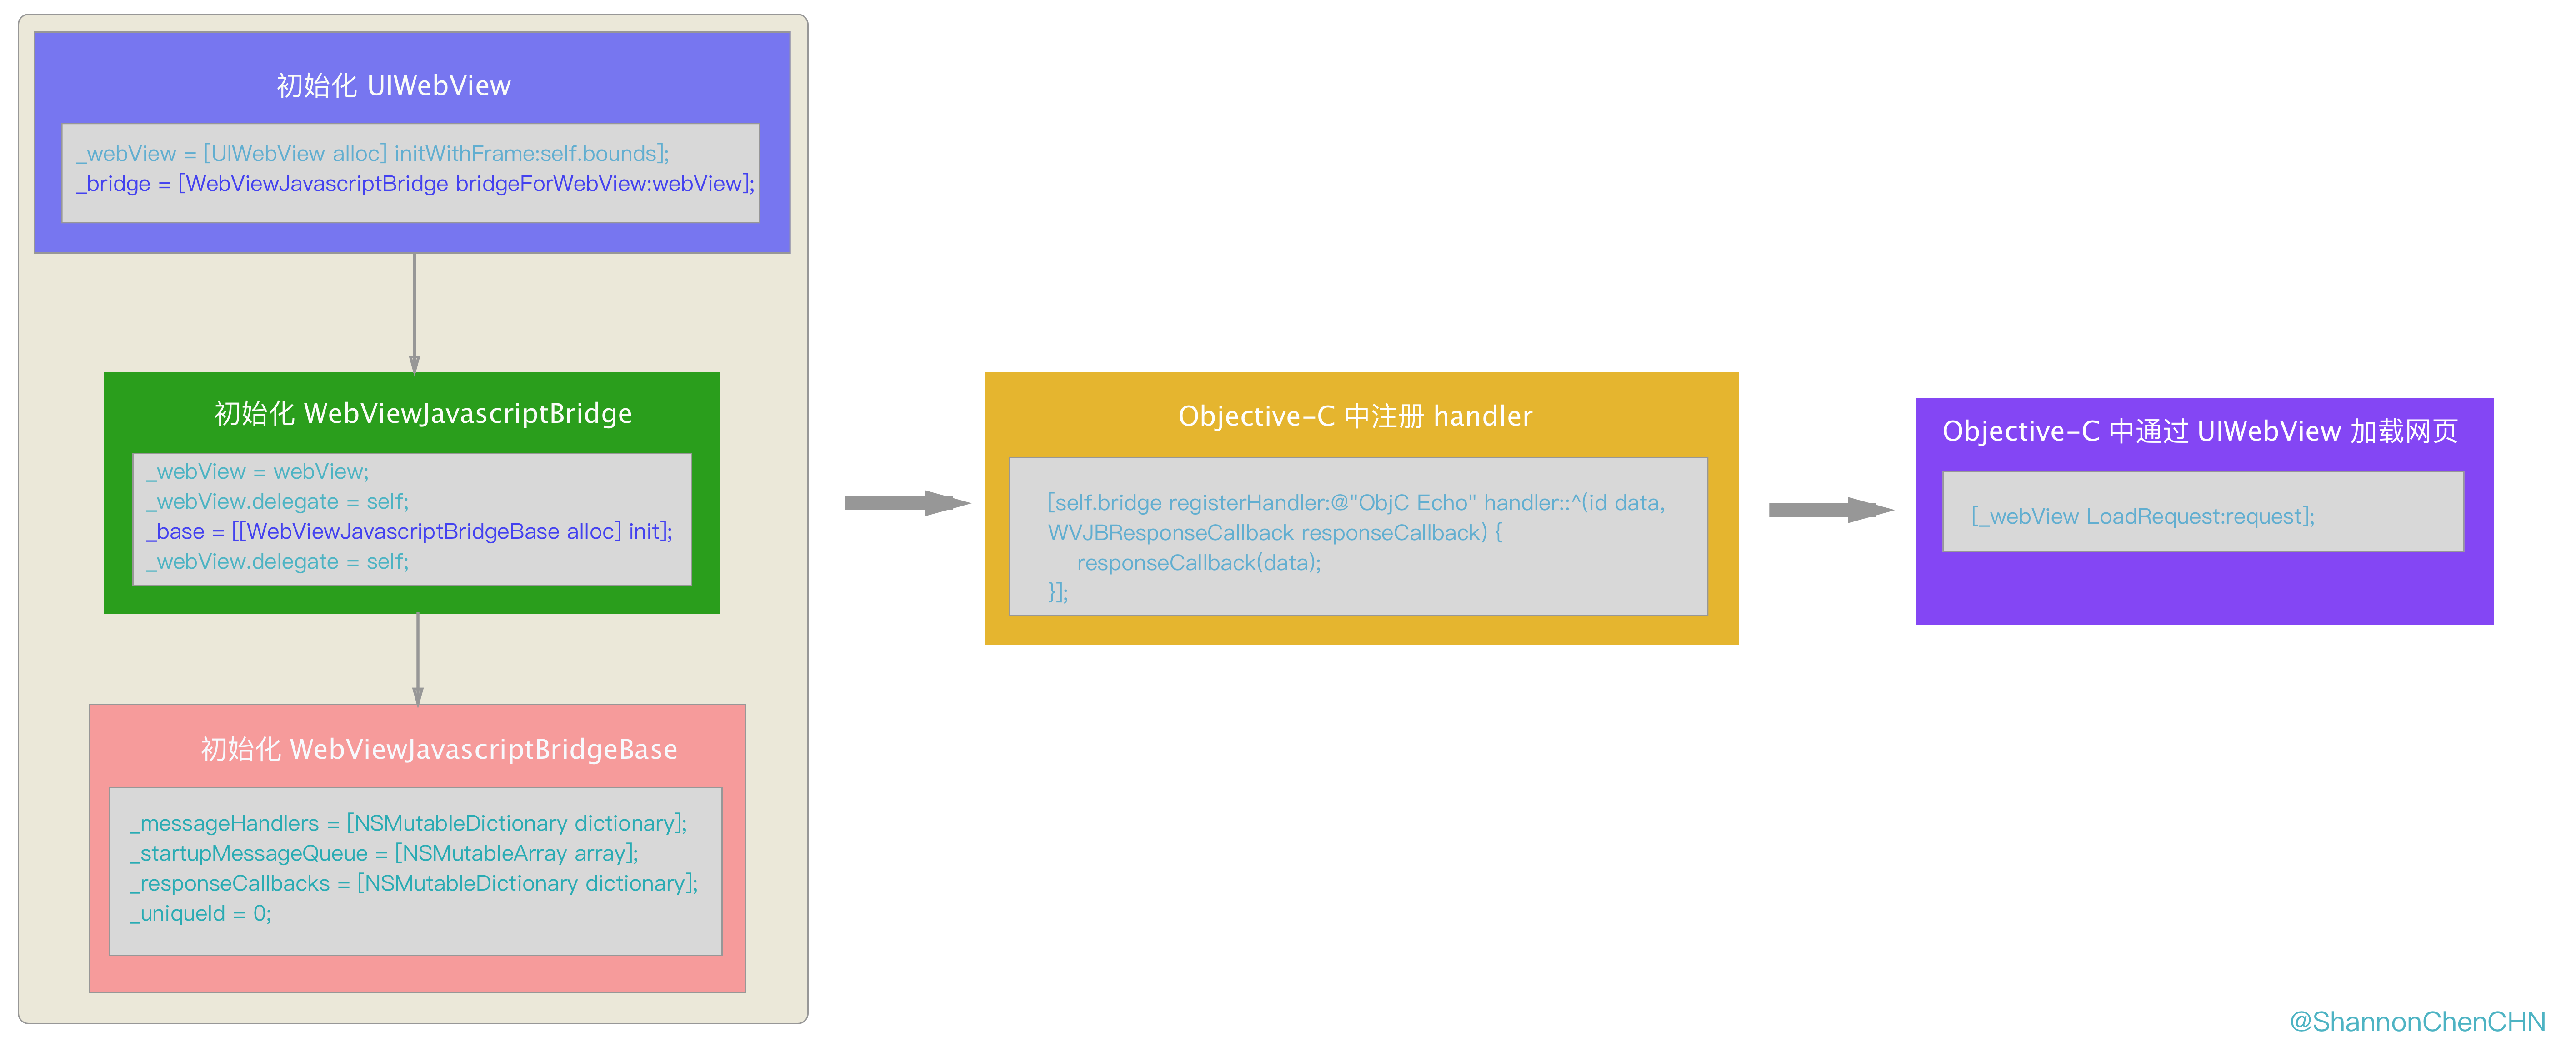 初始化 UIWebView
_webView = [UIWebView alloc] initWithFrame:self.bounds];
_bridge = [WebViewJavascriptBridge bridgeForWebView:webView];
初始化 WebViewJavascriptBridge
_webView = webView;
_webView.delegate = self;
_base = [[WebViewJavascriptBridgeBase alloc] init];
_webView.delegate = self;
初始化 WebViewJavascriptBridgeBase
_messageHandlers = [NSMutableDictionary dictionary];
_startupMessageQueue = [NSMutableArray array];
_responseCallbacks = [NSMutableDictionary dictionary];
_uniqueId = 0;
Objective-C 中注册 handler
[self.bridge registerHandler:@"ObjC Echo" handler::^(id data,
WVJBResponseCallback responseCallback) {
responseCallback(data);
}];
Objective-C 中通过 UIWebView 加载网页
[_webView LoadRequest:request];
@ShannonChenCHN